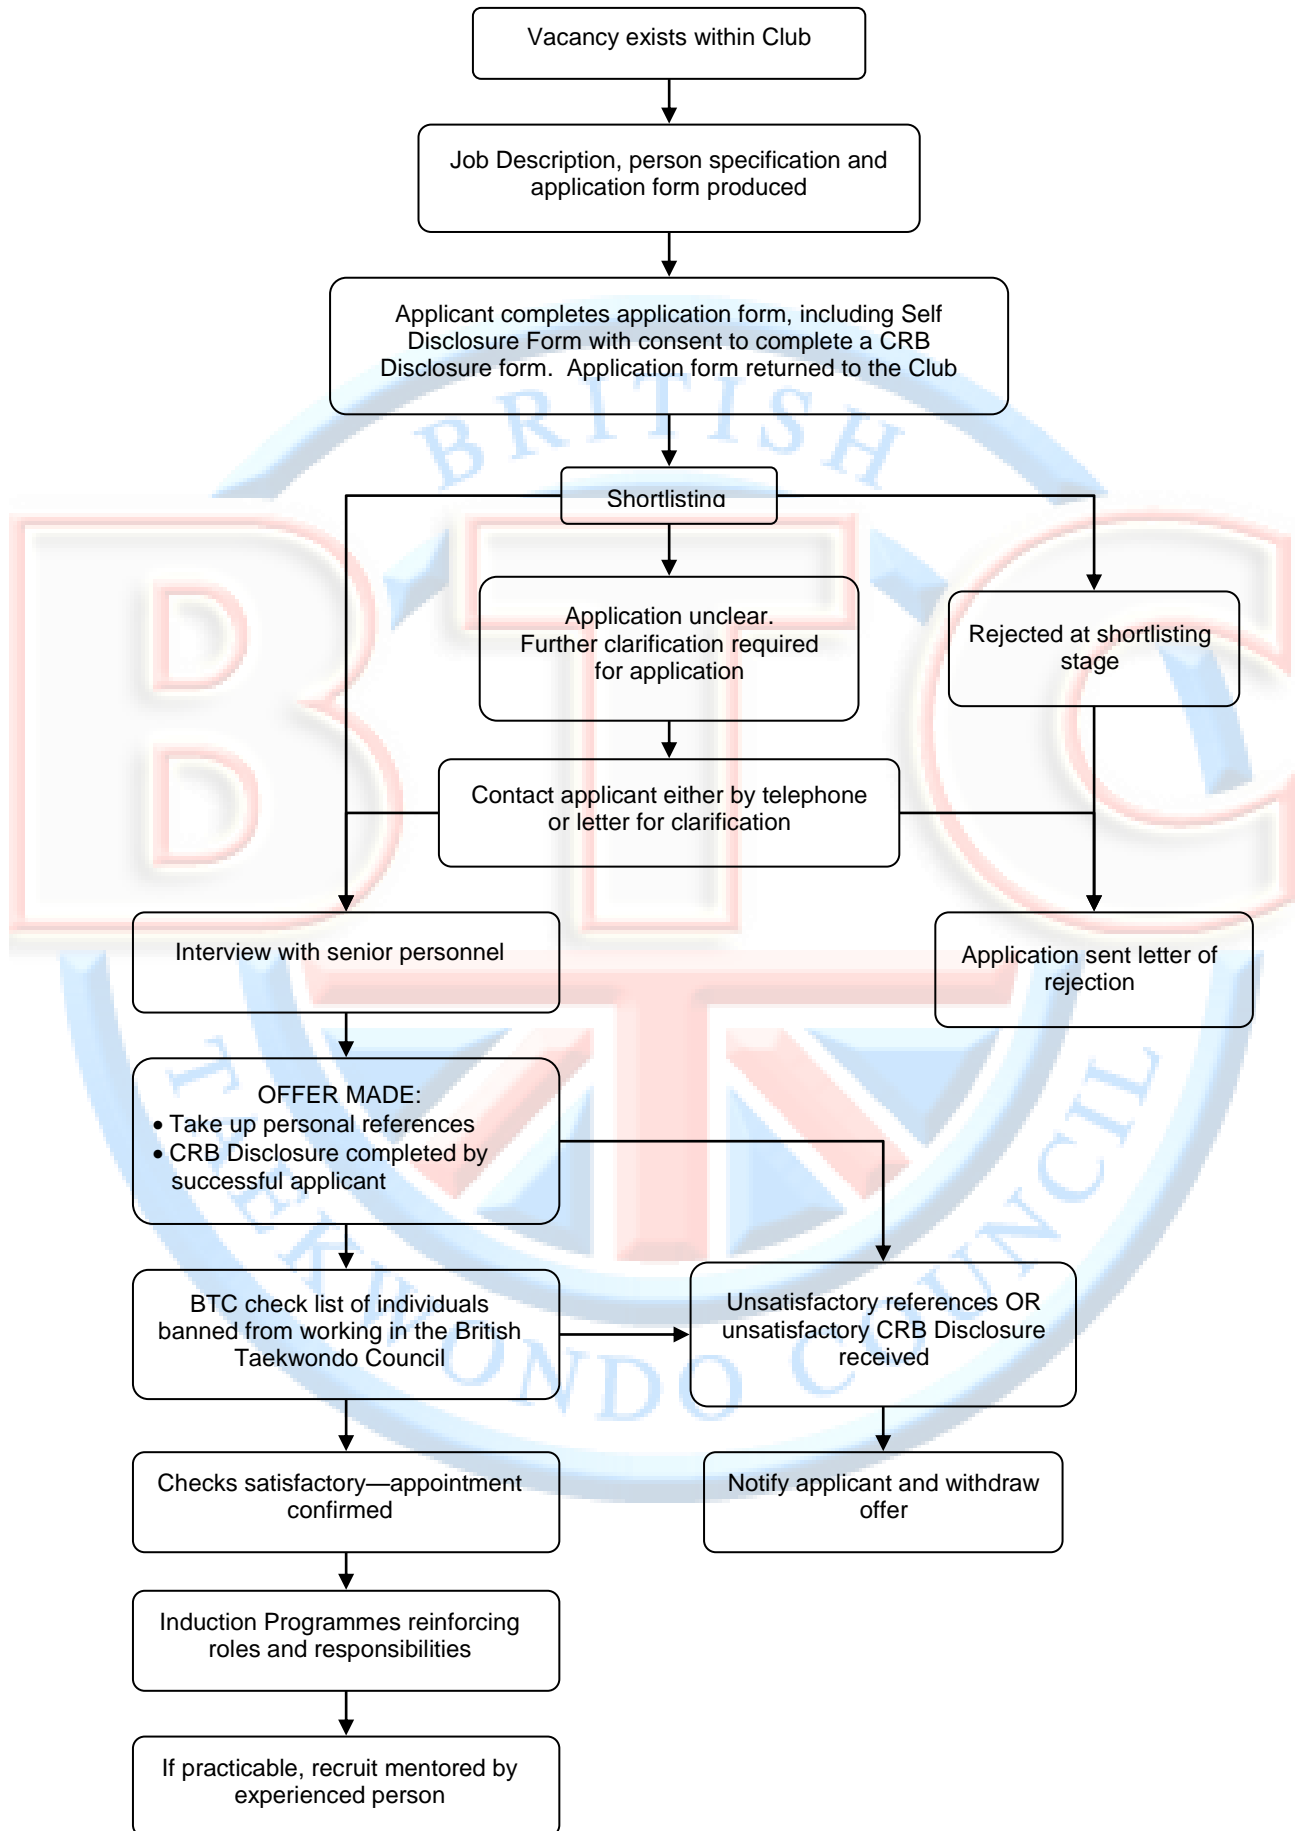 Vacancy exists within Club
Job Description, person specification and
application form produced
Applicant completes application form, including Self
Disclosure Form with consent to complete a CRB
Disclosure form.  Application form returned to the Club
Shortlisting
Application unclear.
Further clarification required
for application
Rejected at shortlisting
stage
Contact applicant either by telephone
or letter for clarification
Interview with senior personnel
Application sent letter of
rejection
OFFER MADE:
• Take up personal references
• CRB Disclosure completed by
successful applicant
BTC check list of individuals
banned from working in the British
Taekwondo Council
Unsatisfactory references OR
unsatisfactory CRB Disclosure
received
Checks satisfactory—appointment
confirmed
Notify applicant and withdraw
offer
Induction Programmes reinforcing
roles and responsibilities
If practicable, recruit mentored by
experienced person
BRITISH
BTC
TAEKWONDO COUNCIL